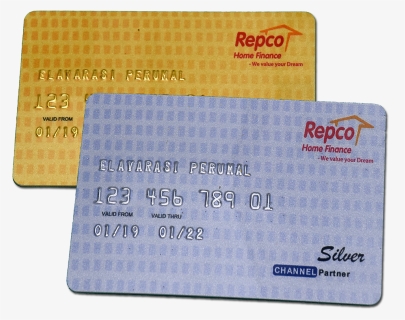 Repco
Home Finance
- We value your Dream
ELAVARASI PERUMAL
123
VALID FROM
01/19
Repco
Home Finance
- We value your Dream
ELAVARASI PERUMAL
123 456 789 01
VALID FROM VALID THRU
01/19 01/22
Silver
CHANNEL Partner